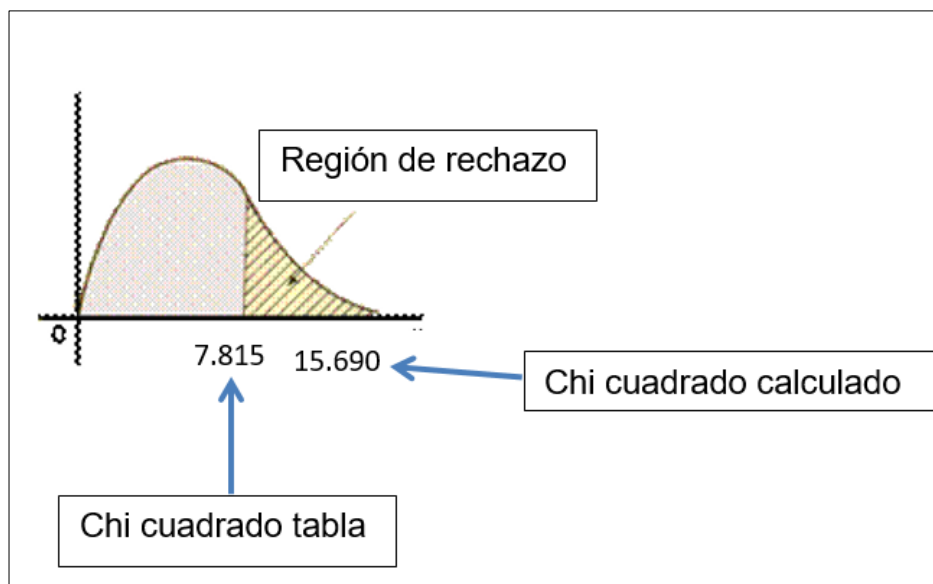 Región de rechazo
0
7.815
15.690
Chi cuadrado calculado
Chi cuadrado tabla